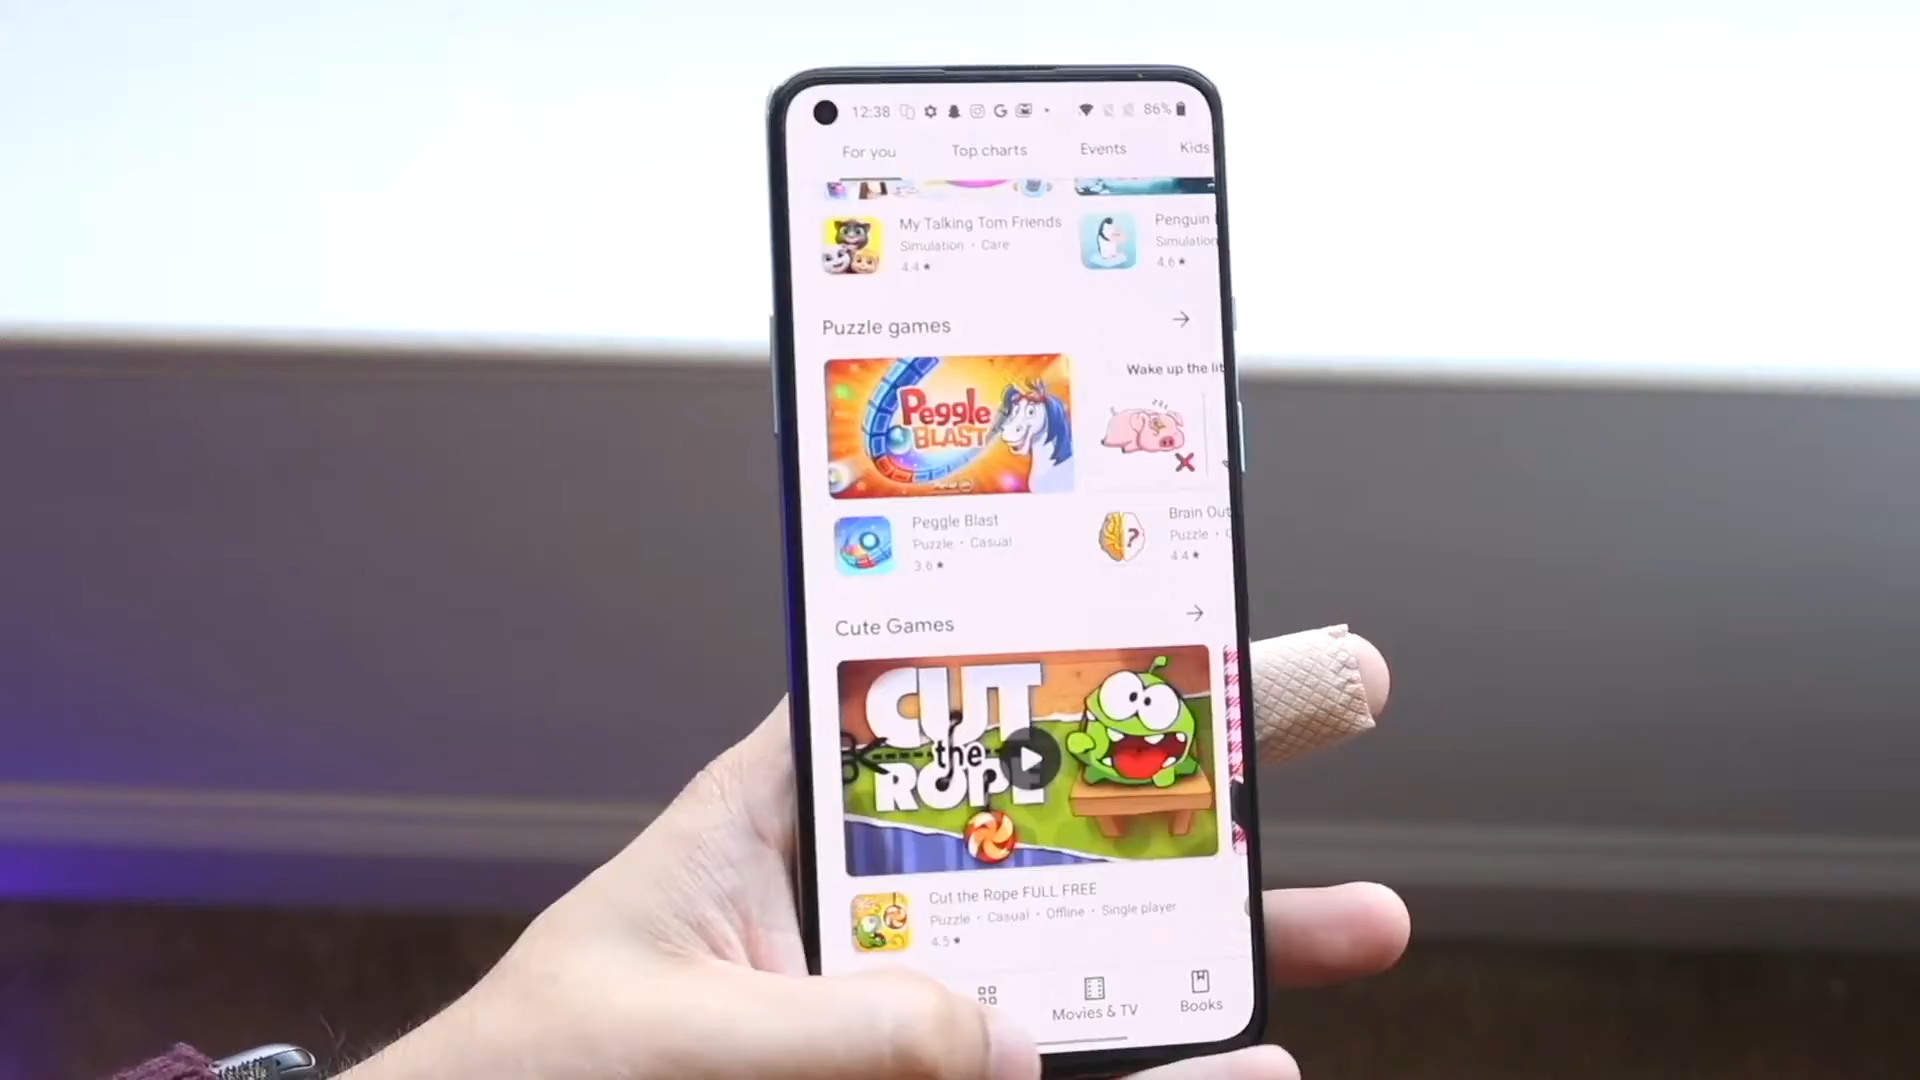 12:38
86%
For you
Top charts
Events
Kids
My Talking Tom Friends
Simulation · Care
4.4★
Penguin
Simulation
4.6★
Puzzle games
Peggle
BLAST
Wake up the lit
zzz
Peggle Blast
Puzzle · Casual
3.6★
Brain Out
Puzzle ·
4.4★
Cute Games
CUT
the
ROPE
Cut the Rope FULL FREE
Puzzle · Casual · Offline · Single player
4.5★
Movies & TV
Books